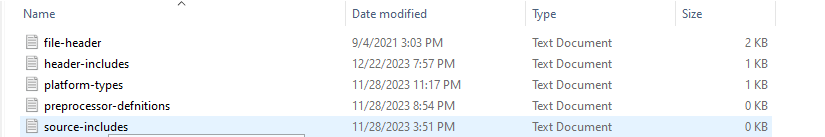 Name Date modified Type Size
file-header 9/4/2021 3:03 PM Text Document 2 KB
header-includes 12/22/2023 7:57 PM Text Document 1 KB
platform-types 11/28/2023 11:17 PM Text Document 1 KB
preprocessor-defnitions 11/28/2023 8:54 PM Text Document 0 KB
source-includes 11/28/2023 3:51 PM Text Document 0 KB